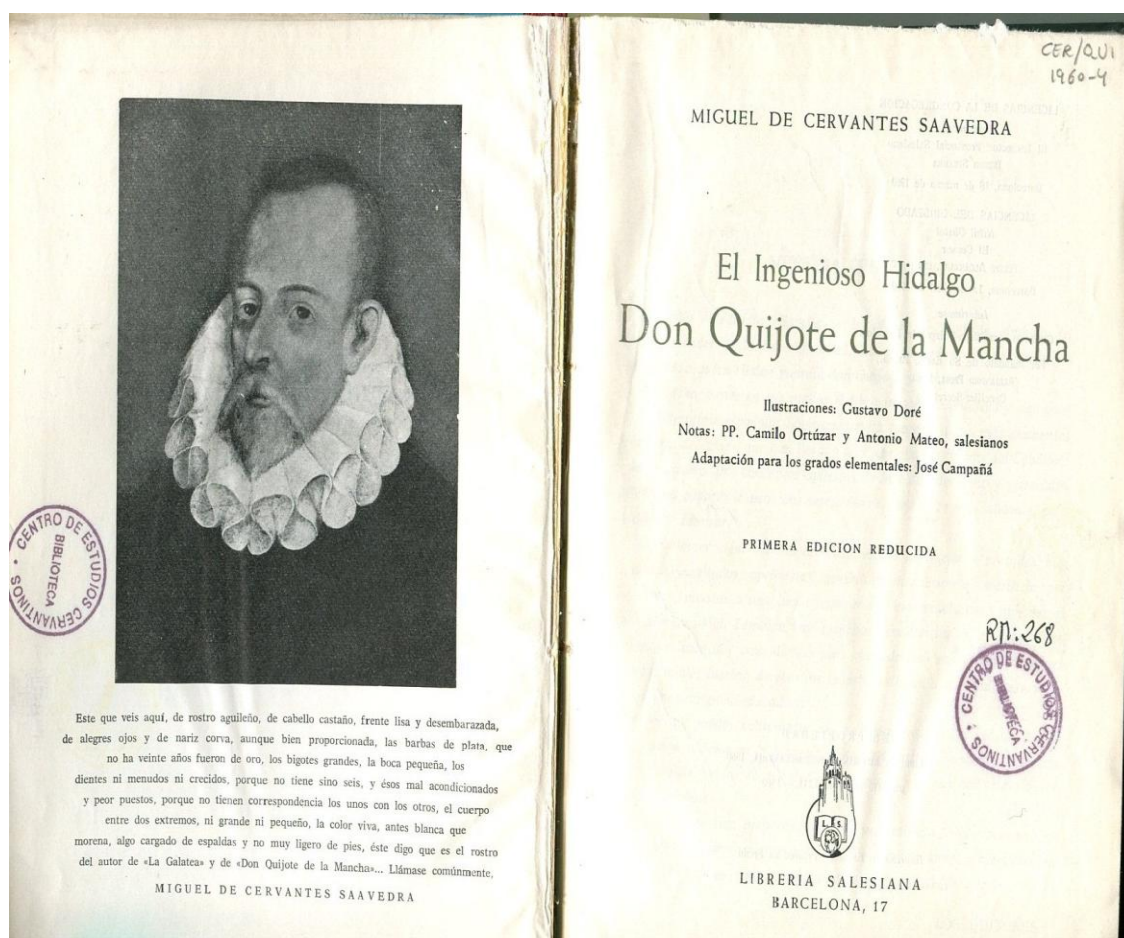 Este que veis aquí, de rostro aguileño, de cabello castaño, frente lisa y desembarazada,
de alegres ojos y de nariz corva, aunque bien proporcionada, las barbas de plata, que
no ha veinte años fueron de oro, los bigotes grandes, la boca pequeña, los
dientes ni menudos ni crecidos, porque no tiene sino seis, y ésos mal acondicionados
y peor puestos, porque no tienen correspondencia los unos con los otros, el cuerpo
entre dos extremos, ni grande ni pequeño, la color viva, antes blanca que
morena, algo cargado de espaldas y no muy ligero de pies, éste digo que es el rostro
del autor de «La Galatea» y de «Don Quijote de la Mancha»... Llámase comúnmente,
MIGUEL DE CERVANTES SAAVEDRA
CENTRO DE ESTUDIOS CERVANTINOS
BIBLIOTECA
CER/QUI
1960-4
MIGUEL DE CERVANTES SAAVEDRA
El Ingenioso Hidalgo
Don Quijote de la Mancha
Ilustraciones: Gustavo Doré
Notas: PP. Camilo Ortúzar y Antonio Mateo, salesianos
Adaptación para los grados elementales: José Campañá
PRIMERA EDICION REDUCIDA
RM:268
CENTRO DE ESTUDIOS CERVANTINOS
BIBLIOTECA
L S
LIBRERIA SALESIANA
BARCELONA, 17